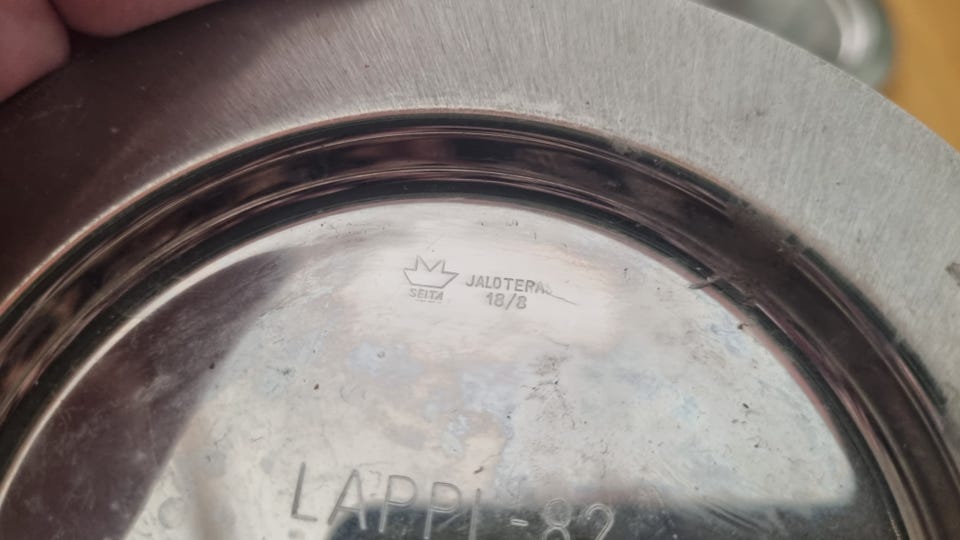 SEITA
JALOTERÄS
18/8
LAPPI-82